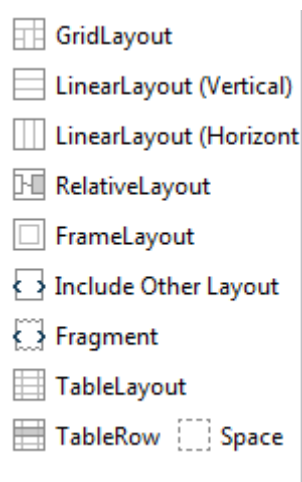 GridLayout
LinearLayout (Vertical)
LinearLayout (Horizont
RelativeLayout
FrameLayout
Include Other Layout
Fragment
TableLayout
TableRow Space